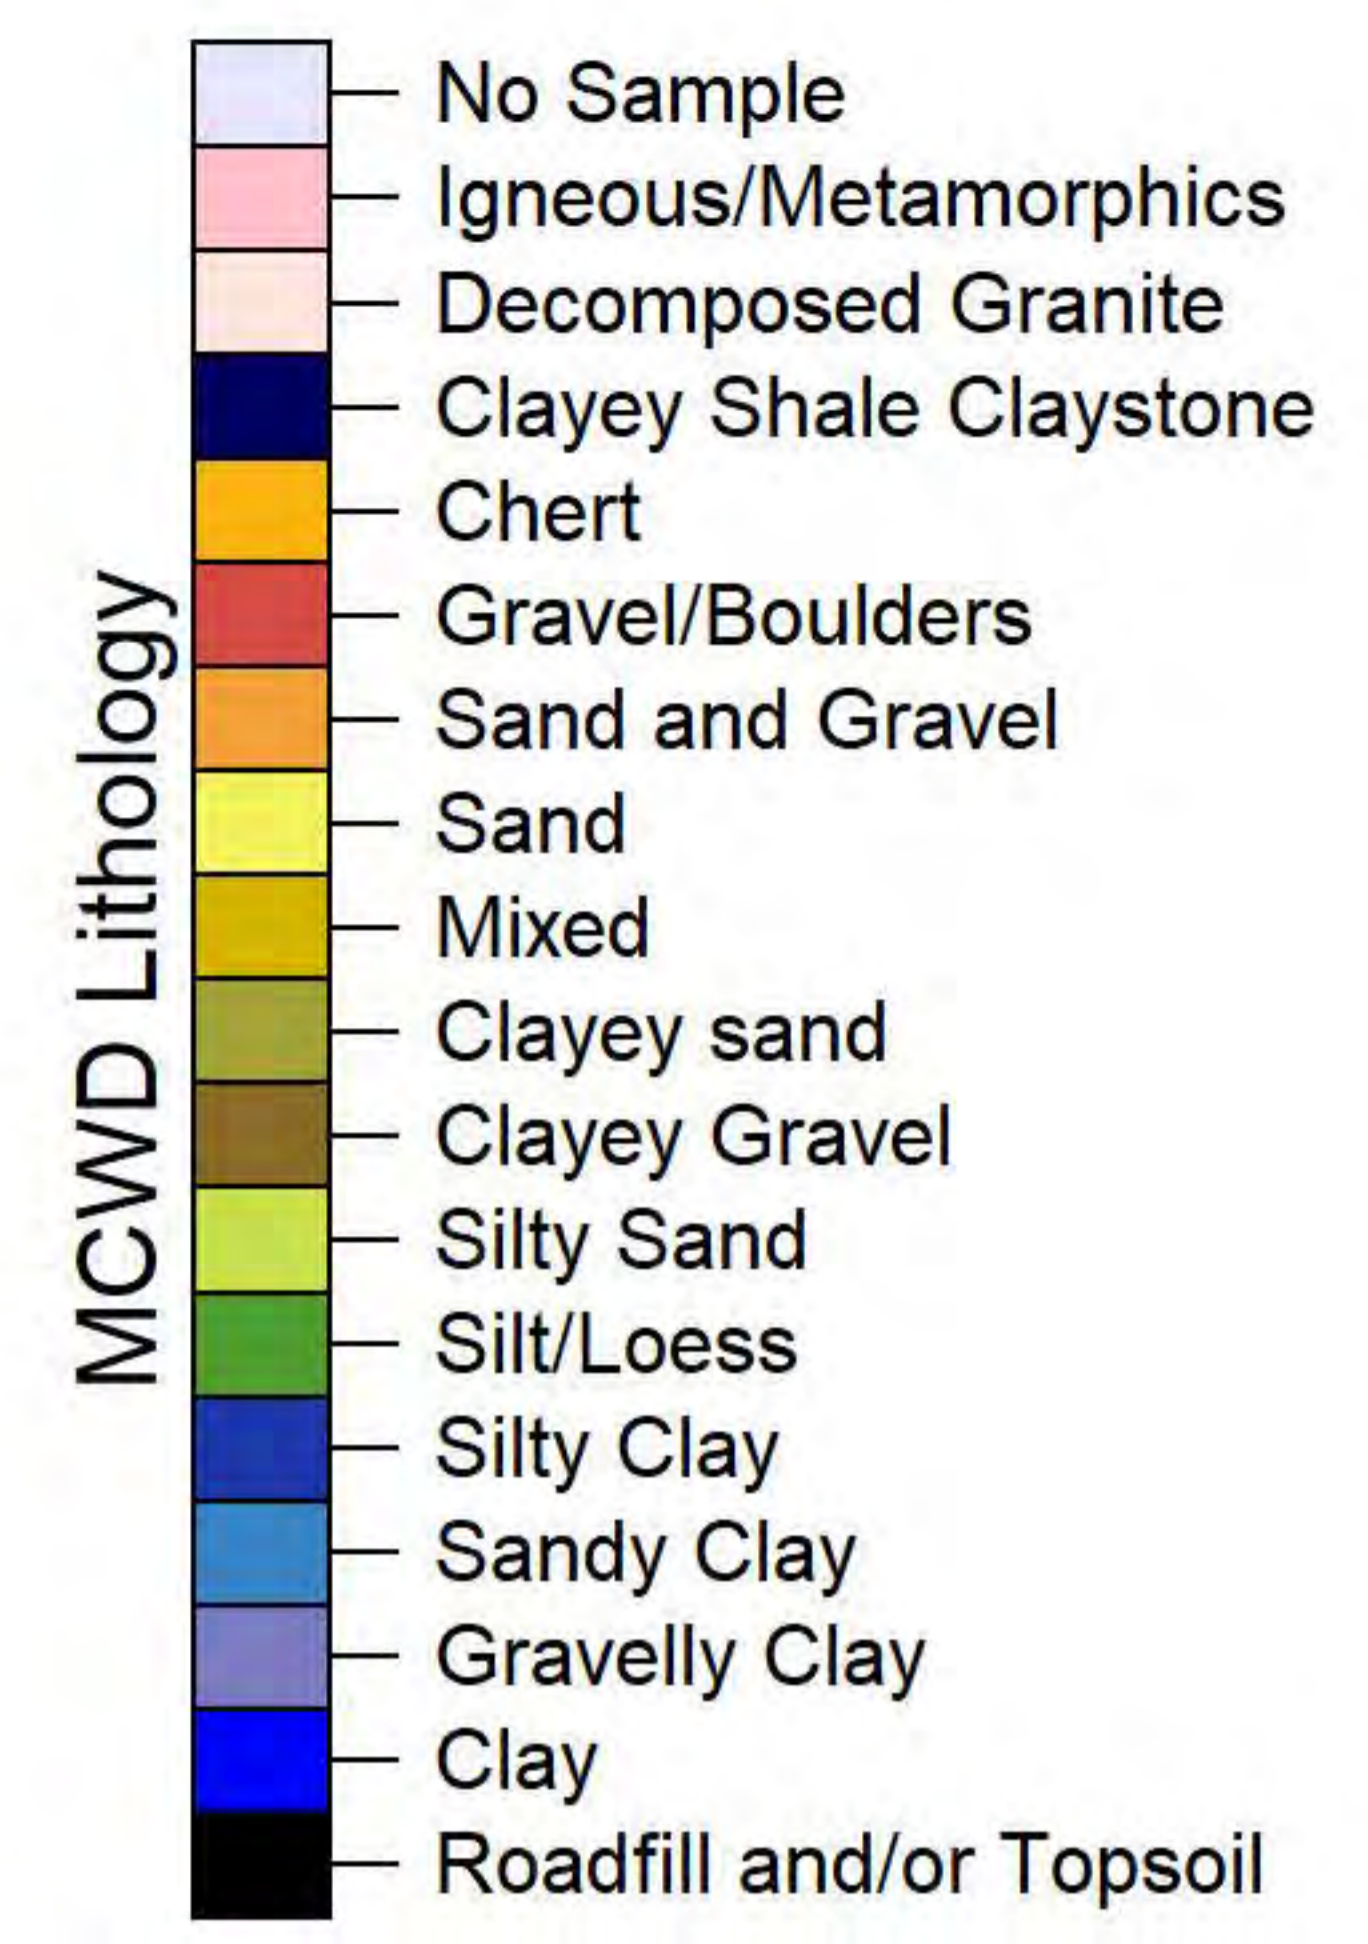 MCWD Lithology
No Sample
Igneous/Metamorphics
Decomposed Granite
Clayey Shale Claystone
Chert
Gravel/Boulders
Sand and Gravel
Sand
Mixed
Clayey sand
Clayey Gravel
Silty Sand
Silt/Loess
Silty Clay
Sandy Clay
Gravelly Clay
Clay
Roadfill and/or Topsoil